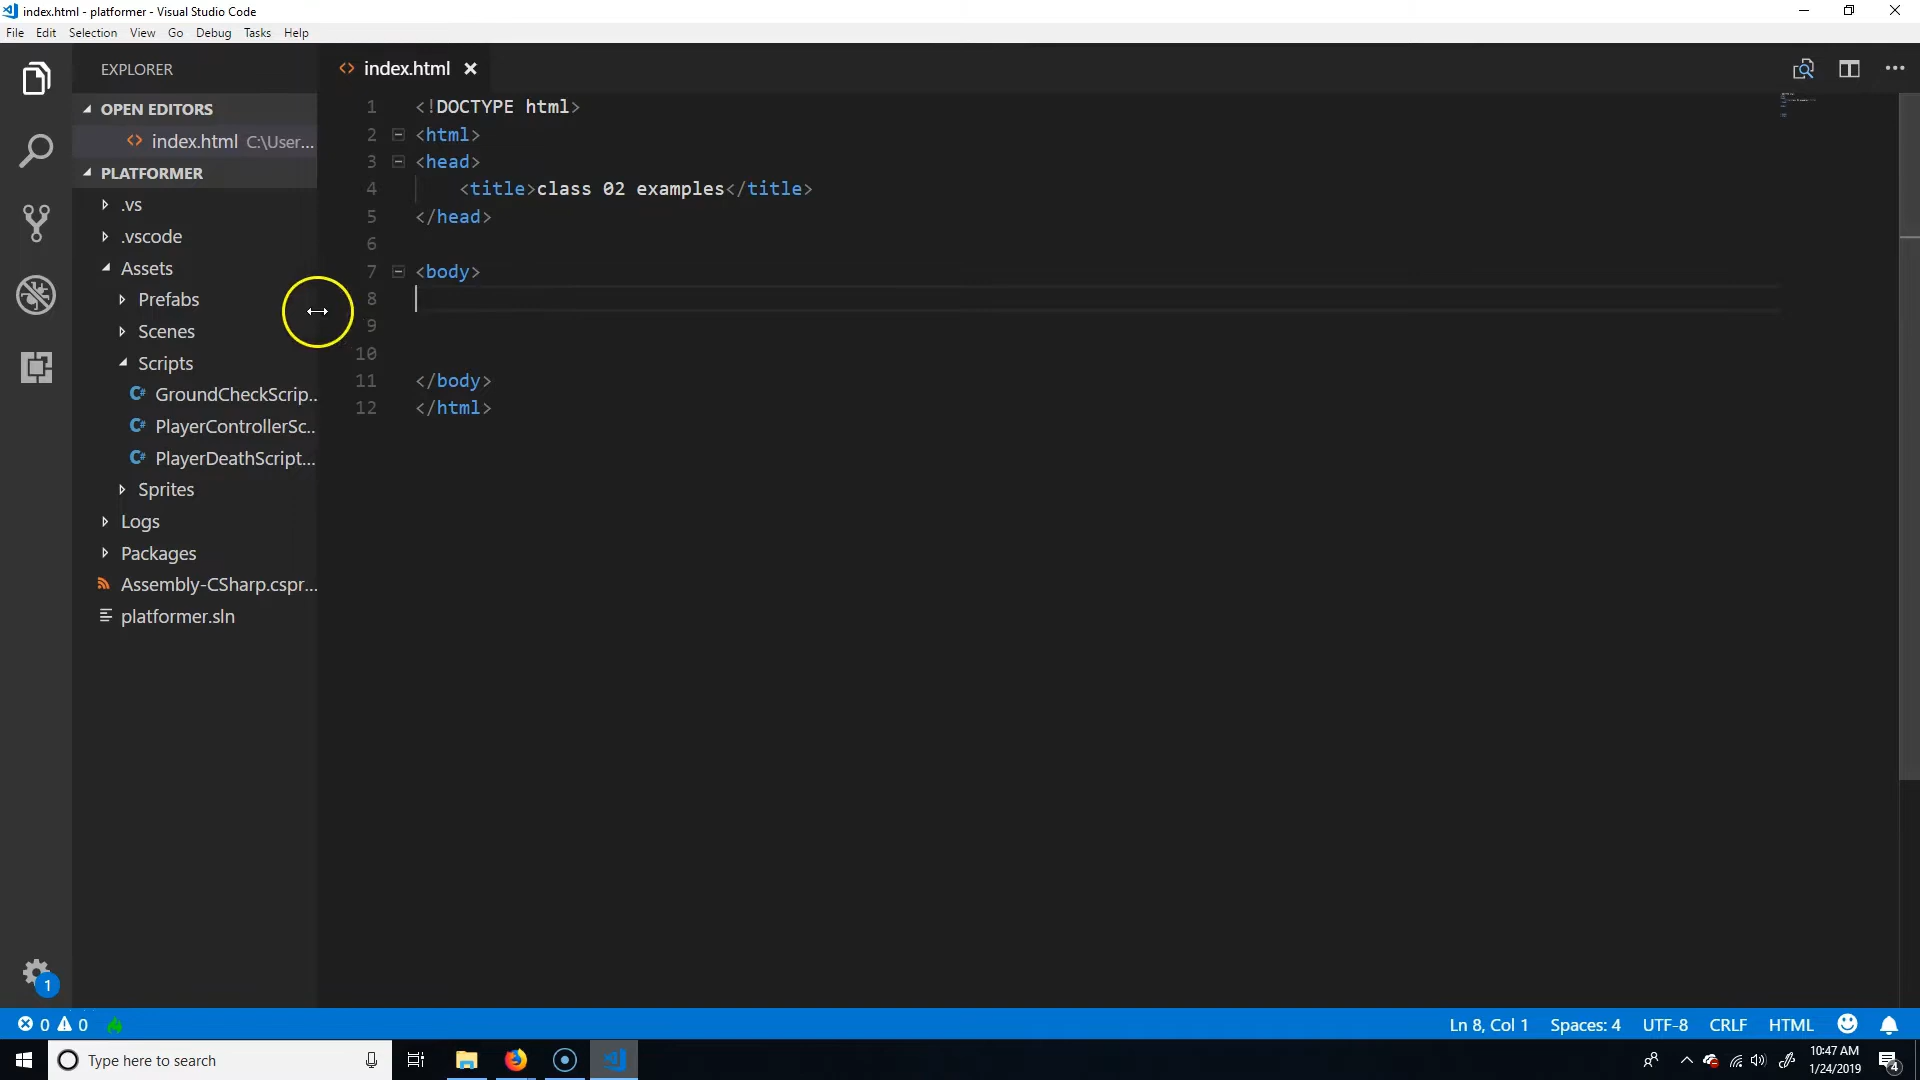 index.html - platformer - Visual Studio Code
File Edit Selection View Go Debug Tasks Help
EXPLORER
OPEN EDITORS
index.html C:\User...
PLATFORMER
.vs
.vscode
Assets
Prefabs
Scenes
Scripts
C# GroundCheckScrip...
C# PlayerControllerSc...
C# PlayerDeathScript...
Sprites
Logs
Packages
Assembly-CSharp.cspr...
platformer.sln
index.html
1 <!DOCTYPE html>
2 <html>
3 <head>
4 <title>class 02 examples</title>
5 </head>
6
7 <body>
8
9
10
11 </body>
12 </html>
1
0 0
Ln 8, Col 1 Spaces: 4 UTF-8 CRLF HTML
Type here to search
10:47 AM
1/24/2019
4